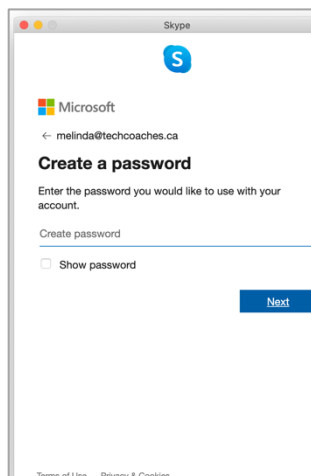 Skype
S
Microsoft
← melinda@techcoaches.ca
Create a password
Enter the password you would like to use with your
account.
Create password
Show password
Next
Terms of Use Privacy & Cookies